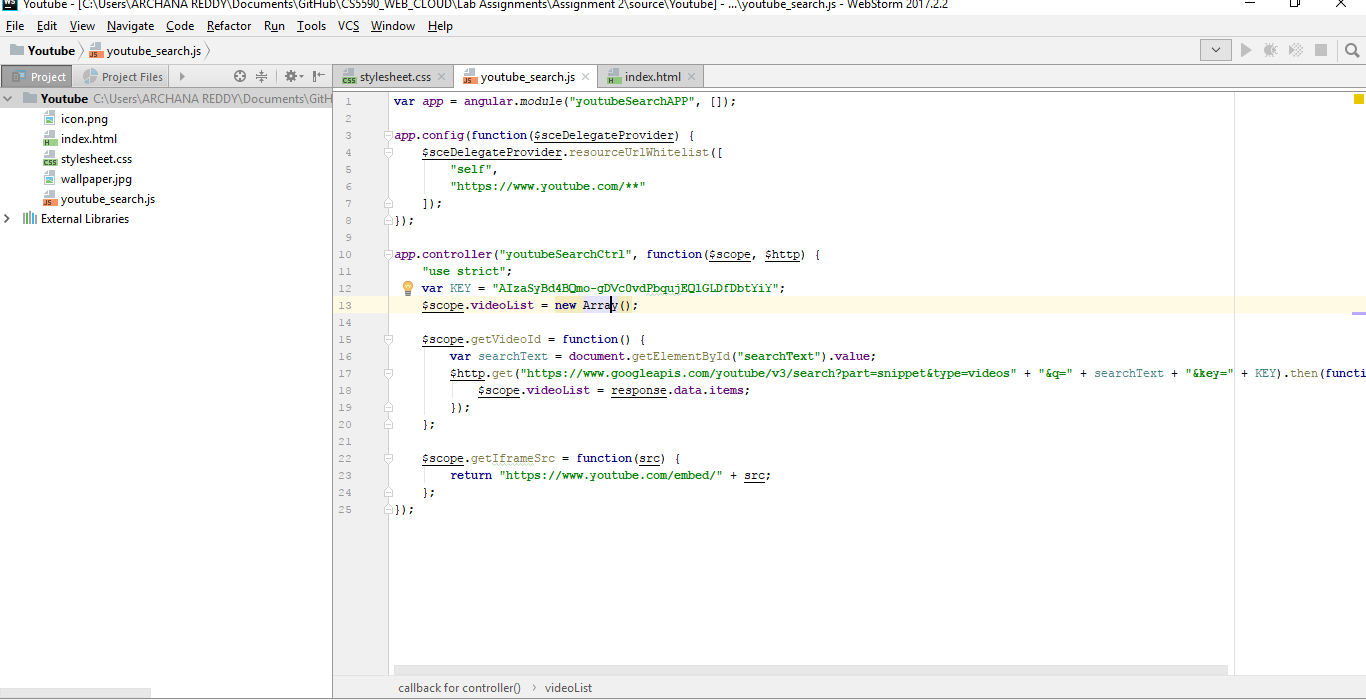 Youtube - [C:\Users\ARCHANA REDDY\Documents\GitHub\CS5590_WEB_CLOUD\Lab Assignments\Assignment 2\source\Youtube] - ...\youtube_search.js - WebStorm 2017.2.2
File Edit View Navigate Code Refactor Run Tools VCS Window Help
Youtube youtube_search.js
Project Project Files
stylesheet.css youtube_search.js index.html
Youtube C:\Users\ARCHANA REDDY\Documents\GitH
icon.png
index.html
stylesheet.css
wallpaper.jpg
youtube_search.js
External Libraries
1 var app = angular.module("youtubeSearchAPP", []);
2
3 app.config(function($sceDelegateProvider) {
4 $sceDelegateProvider.resourceUrlWhitelist([
5 "self",
6 "https://www.youtube.com/**"
7 ]);
8 });
9
10 app.controller("youtubeSearchCtrl", function($scope, $http) {
11 "use strict";
12 var KEY = "AIzaSyBd4BQmo-gDVc0vdPbqujEQlGLDfDbtYiY";
13 $scope.videoList = new Array();
14
15 $scope.getVideoId = function() {
16 var searchText = document.getElementById("searchText").value;
17 $http.get("https://www.googleapis.com/youtube/v3/search?part=snippet&type=videos" + "&q=" + searchText + "&key=" + KEY).then(functi
18 $scope.videoList = response.data.items;
19 });
20 };
21
22 $scope.getIframeSrc = function(src) {
23 return "https://www.youtube.com/embed/" + src;
24 };
25 });
callback for controller() videoList